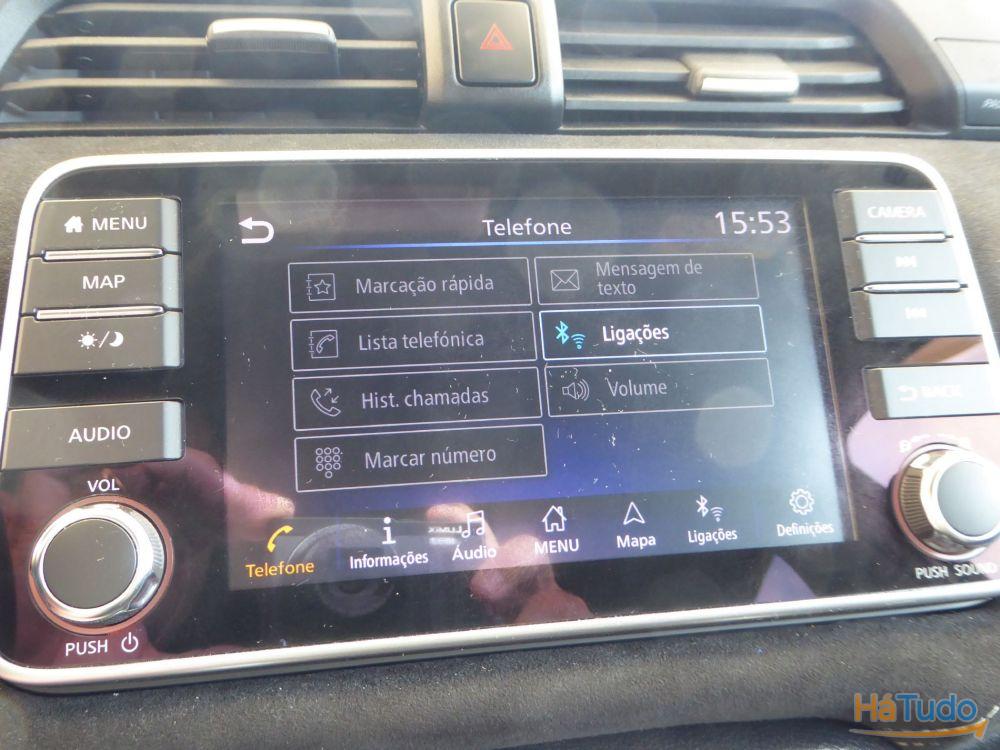 MENU
MAP
AUDIO
VOL
PUSH
Telefone
15:53
Marcação rápida
Mensagem de
texto
Lista telefónica
Ligações
Hist. chamadas
Volume
Marcar número
Telefone
Informações
Áudio
MENU
Mapa
Ligações
Definições
CAMERA
BACK
PUSH SOUND
HáTudo